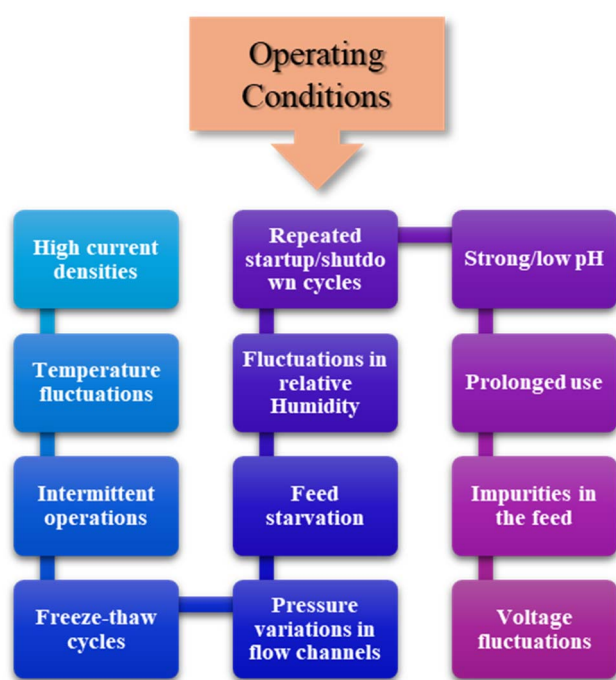 Operating
Conditions
High current
densities
Temperature
fluctuations
Intermittent
operations
Freeze-thaw
cycles
Pressure
variations in
flow channels
Feed
starvation
Fluctuations in
relative
Humidity
Repeated
startup/shutdo
wn cycles
Strong/low pH
Prolonged use
Impurities in
the feed
Voltage
fluctuations